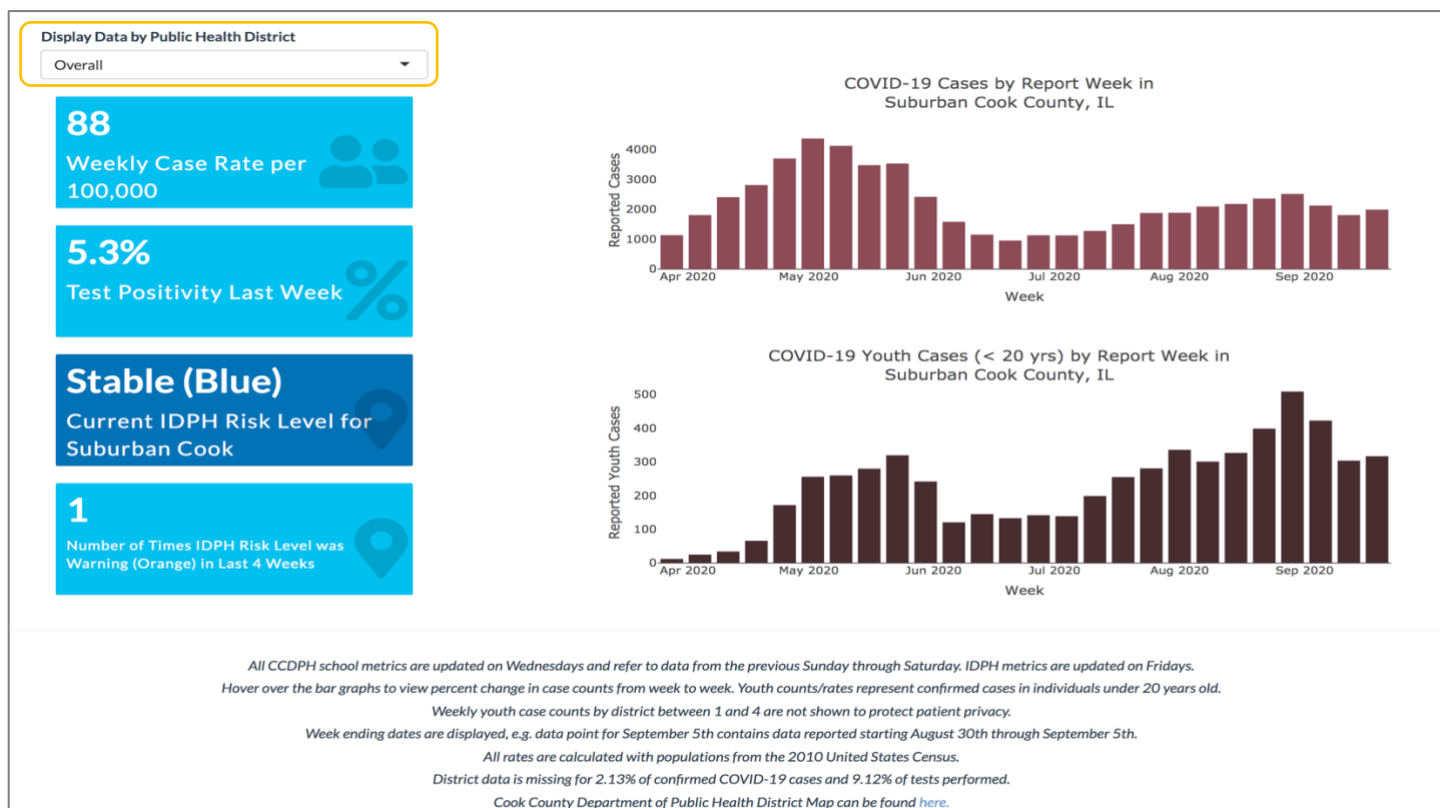 Display Data by Public Health District
Overall
88
Weekly Case Rate per
100,000
5.3%
Test Positivity Last Week
%
Stable (Blue)
Current IDPH Risk Level for
Suburban Cook
1
Number of Times IDPH Risk Level was
Warning (Orange) in Last 4 Weeks
COVID-19 Cases by Report Week in
Suburban Cook County, IL
Reported Cases
4000
3000
2000
1000
0
Apr 2020 May 2020 Jun 2020 Jul 2020 Aug 2020 Sep 2020
Week
COVID-19 Youth Cases (< 20 yrs) by Report Week in
Suburban Cook County, IL
Reported Youth Cases
500
400
300
200
100
0
Apr 2020 May 2020 Jun 2020 Jul 2020 Aug 2020 Sep 2020
Week
All CCDPH school metrics are updated on Wednesdays and refer to data from the previous Sunday through Saturday. IDPH metrics are updated on Fridays.
Hover over the bar graphs to view percent change in case counts from week to week. Youth counts/rates represent confirmed cases in individuals under 20 years old.
Weekly youth case counts by district between 1 and 4 are not shown to protect patient privacy.
Week ending dates are displayed, e.g. data point for September 5th contains data reported starting August 30th through September 5th.
All rates are calculated with populations from the 2010 United States Census.
District data is missing for 2.13% of confirmed COVID-19 cases and 9.12% of tests performed.
Cook County Department of Public Health District Map can be found here.